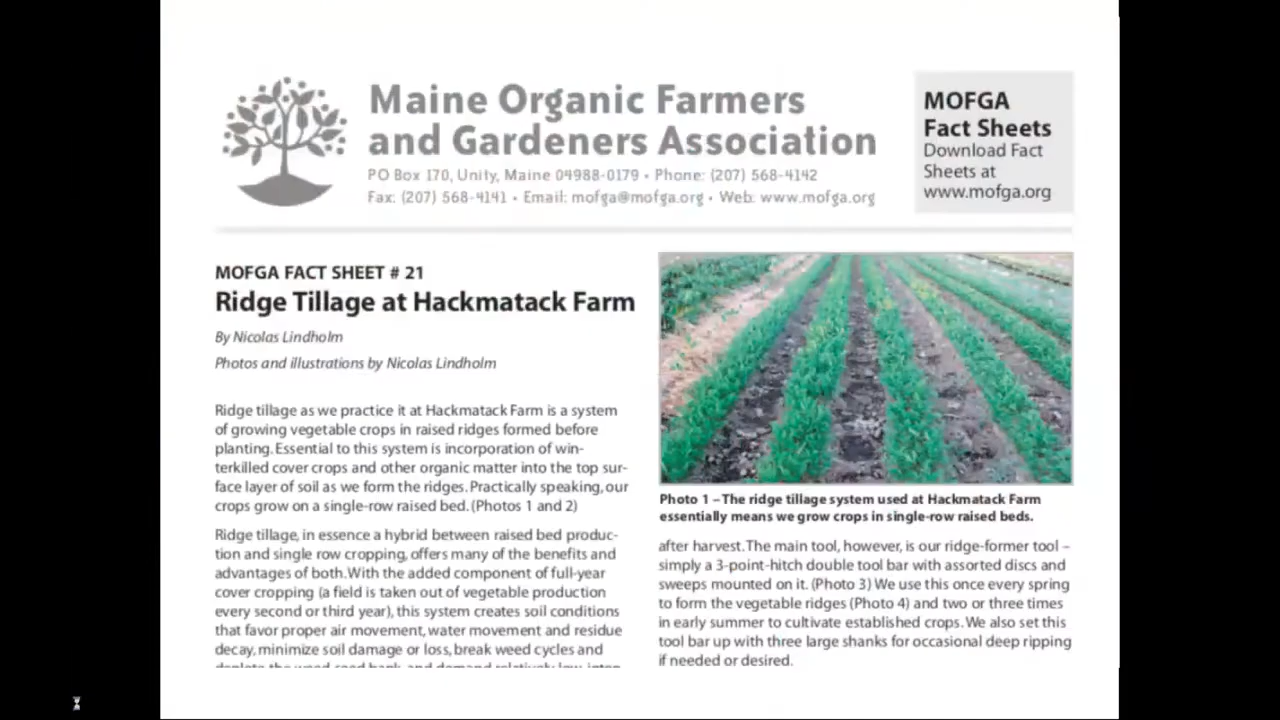 Maine Organic Farmers
and Gardeners Association
PO Box 170, Unity, Maine 04988-0179 • Phone: (207) 568-4142
Fax: (207) 568-4141 • Email: mofga@mofga.org • Web: www.mofga.org
MOFGA
Fact Sheets
Download Fact
Sheets at
www.mofga.org
MOFGA FACT SHEET # 21
Ridge Tillage at Hackmatack Farm
By Nicolas Lindholm
Photos and illustrations by Nicolas Lindholm
Ridge tillage as we practice it at Hackmatack Farm is a system
of growing vegetable crops in raised ridges formed before
planting. Essential to this system is incorporation of win-
terkilled cover crops and other organic matter into the top sur-
face layer of soil as we form the ridges. Practically speaking, our
crops grow on a single-row raised bed. (Photos 1 and 2)
Ridge tillage, in essence a hybrid between raised bed produc-
tion and single row cropping, offers many of the benefits and
advantages of both. With the added component of full-year
cover cropping (a field is taken out of vegetable production
every second or third year), this system creates soil conditions
that favor proper air movement, water movement and residue
decay, minimize soil damage or loss, break weed cycles and
deplete the weed seed bank, and demand relatively low inten-
Photo 1 – The ridge tillage system used at Hackmatack Farm
essentially means we grow crops in single-row raised beds.
after harvest. The main tool, however, is our ridge-former tool –
simply a 3-point-hitch double tool bar with assorted discs and
sweeps mounted on it. (Photo 3) We use this once every spring
to form the vegetable ridges (Photo 4) and two or three times
in early summer to cultivate established crops. We also set this
tool bar up with three large shanks for occasional deep ripping
if needed or desired.